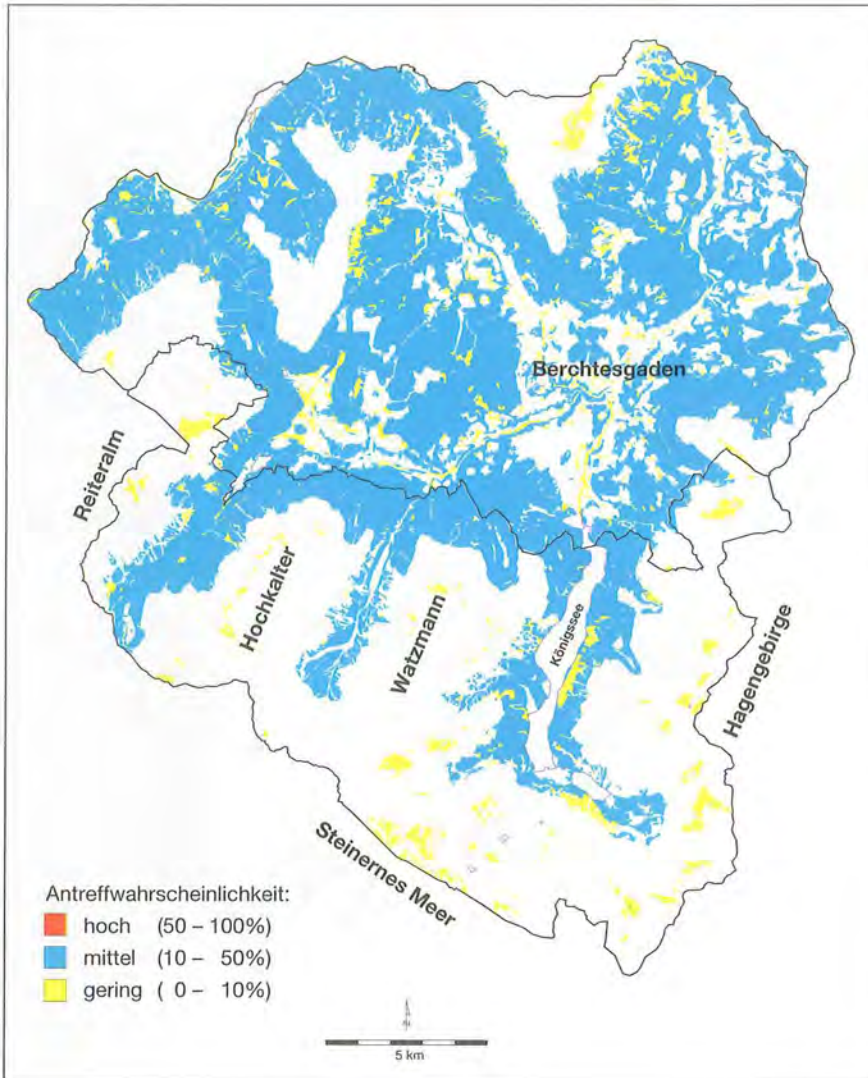 Berchtesgaden
Reiteralm
Hochkalter
Watzmann
Königssee
Hagengebirge
Steinernes Meer
Antreffwahrscheinlichkeit:
hoch (50 – 100%)
mittel (10 – 50%)
gering ( 0 – 10%)
N
5 km